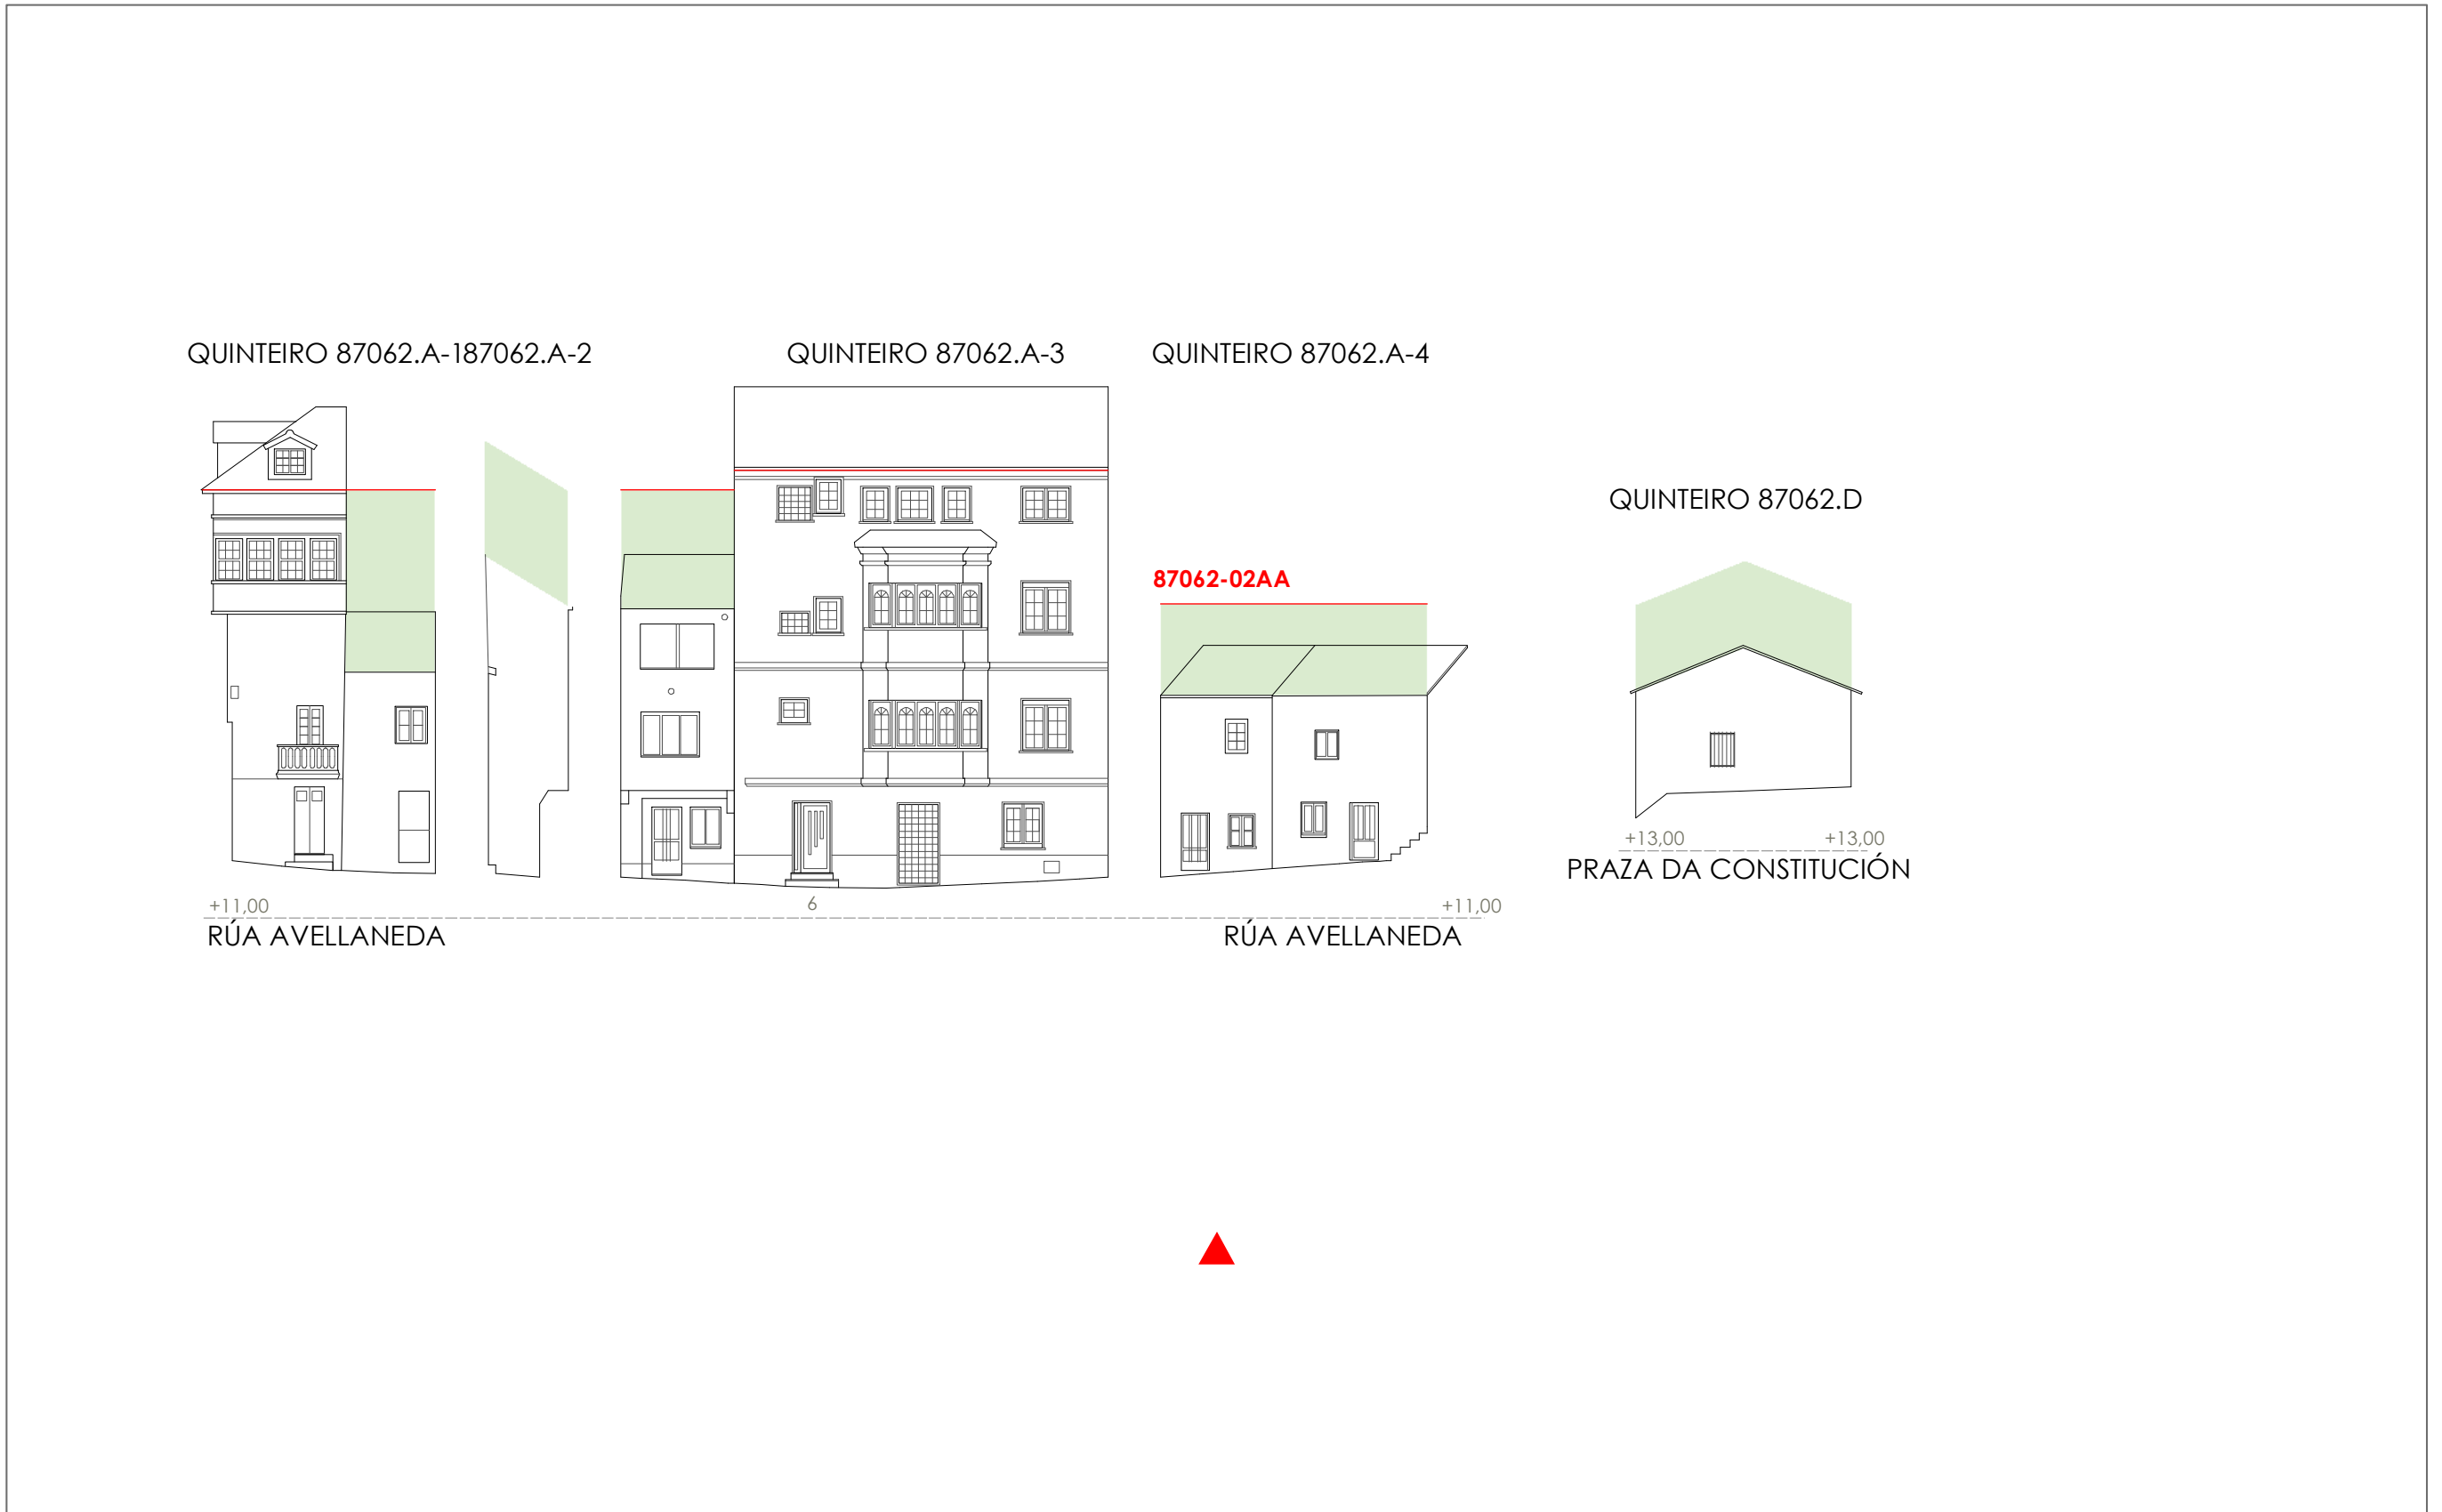 QUINTEIRO 87062.A-187062.A-2
QUINTEIRO 87062.A-3
QUINTEIRO 87062.A-4
QUINTEIRO 87062.D
87062-02AA
+13,00
+13,00
PRAZA DA CONSTITUCIÓN
+11,00
6
+11,00
RÚA AVELLANEDA
RÚA AVELLANEDA